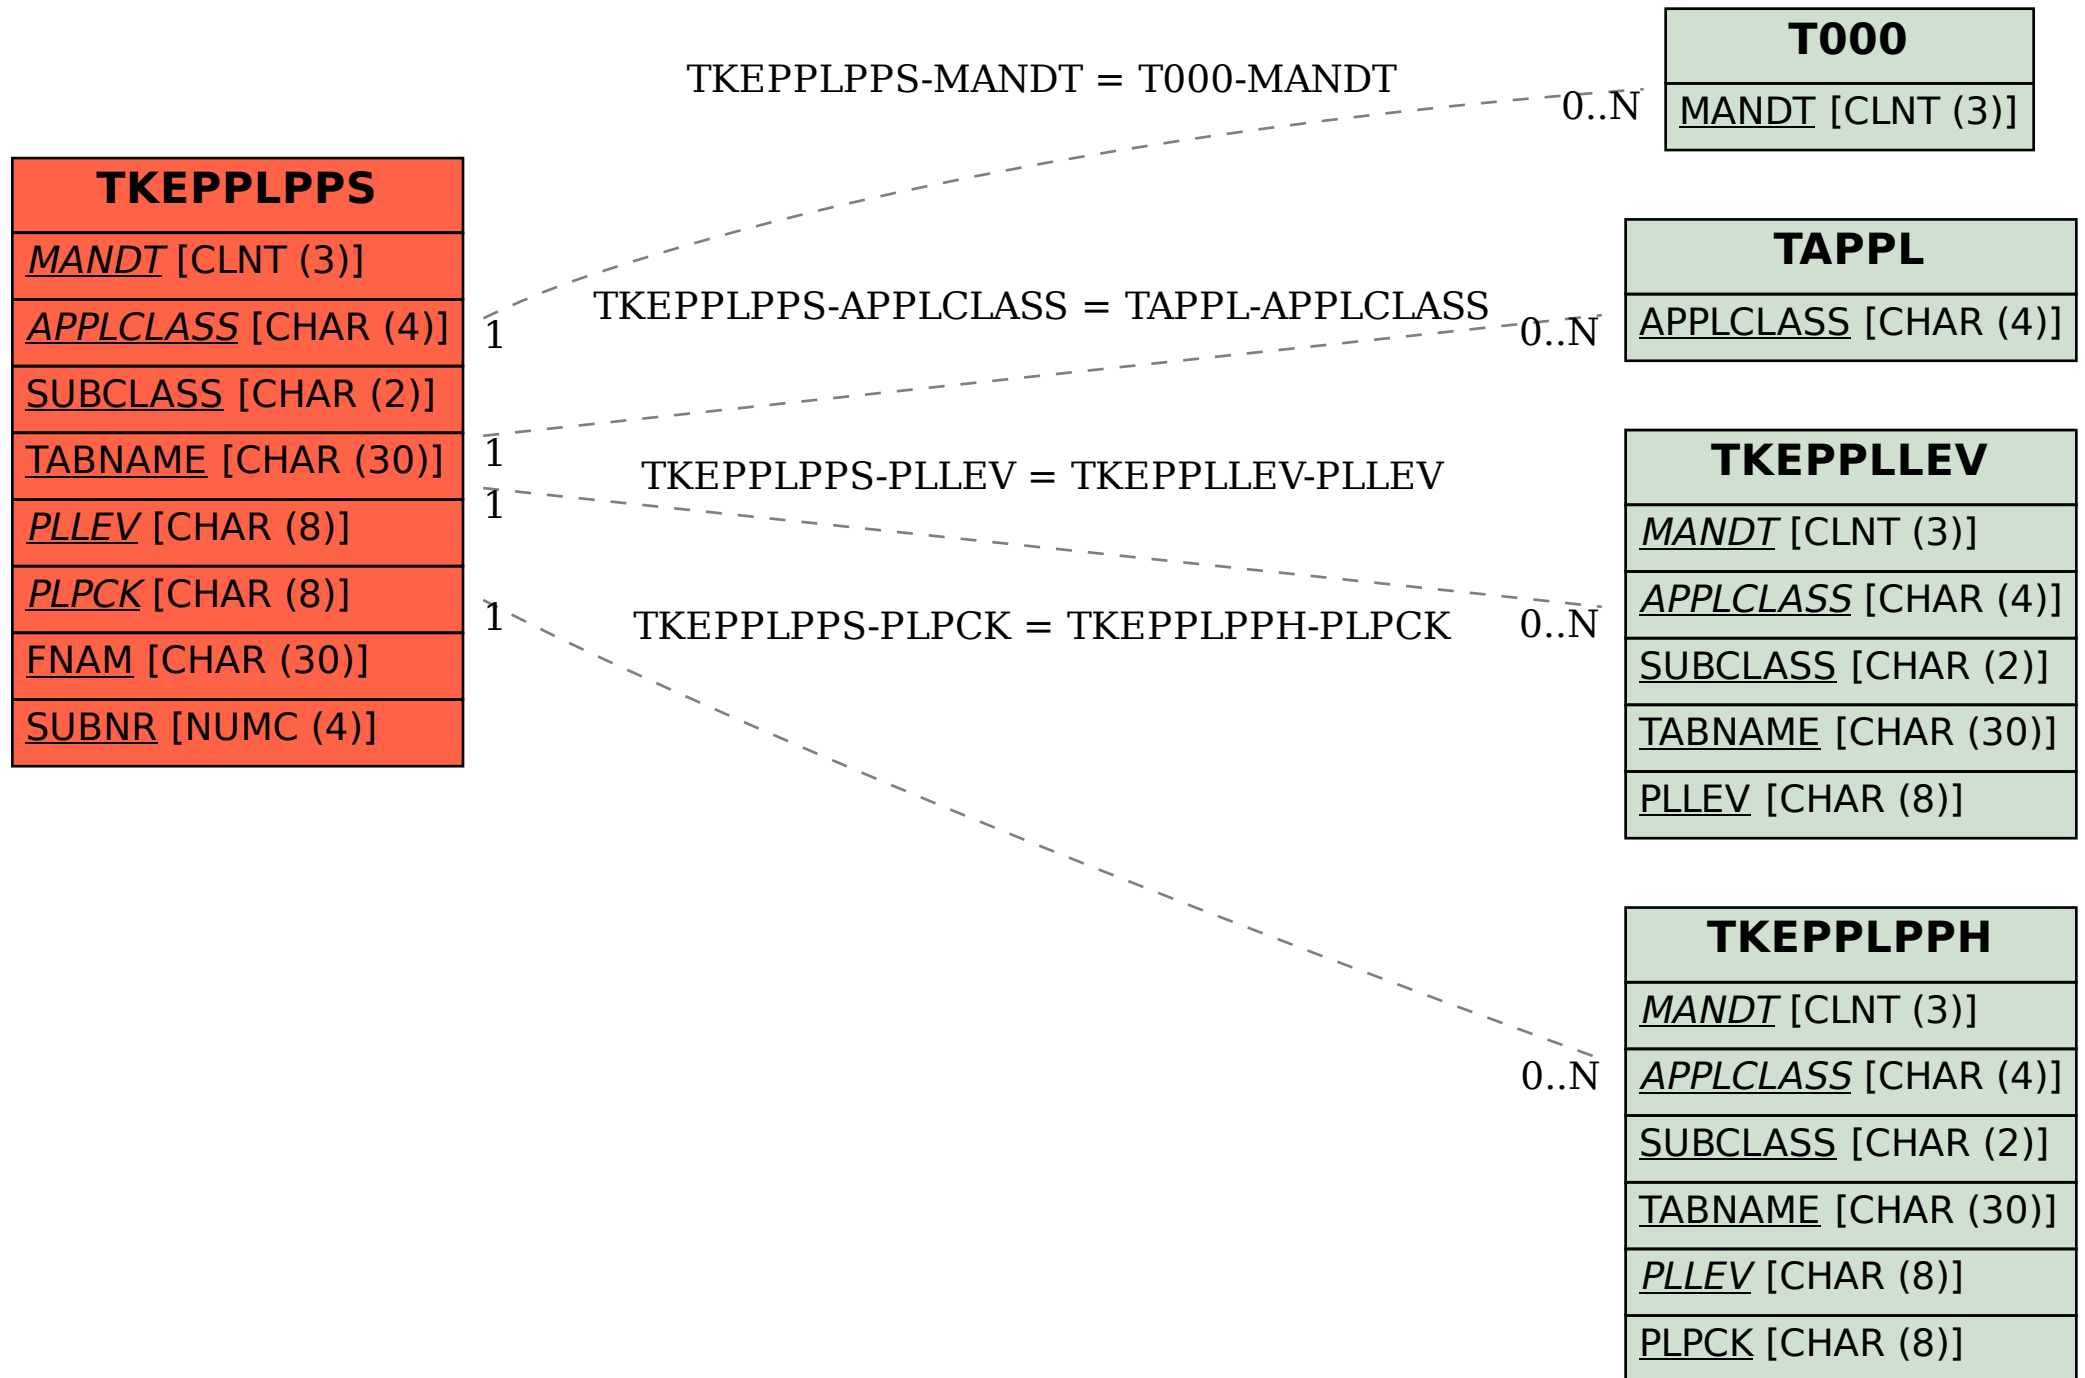 TKEPPLPPS
MANDT [CLNT (3)]
APPLCLASS [CHAR (4)]
SUBCLASS [CHAR (2)]
TABNAME [CHAR (30)]
PLLEV [CHAR (8)]
PLPCK [CHAR (8)]
FNAM [CHAR (30)]
SUBNR [NUMC (4)]
TKEPPLPPS-MANDT = T000-MANDT
1
0..N
TKEPPLPPS-APPLCLASS = TAPPL-APPLCLASS
1
0..N
TKEPPLPPS-PLLEV = TKEPPLLEV-PLLEV
1
0..N
TKEPPLPPS-PLPCK = TKEPPLPPH-PLPCK
1
0..N
T000
MANDT [CLNT (3)]
TAPPL
APPLCLASS [CHAR (4)]
TKEPPLLEV
MANDT [CLNT (3)]
APPLCLASS [CHAR (4)]
SUBCLASS [CHAR (2)]
TABNAME [CHAR (30)]
PLLEV [CHAR (8)]
TKEPPLPPH
MANDT [CLNT (3)]
APPLCLASS [CHAR (4)]
SUBCLASS [CHAR (2)]
TABNAME [CHAR (30)]
PLLEV [CHAR (8)]
PLPCK [CHAR (8)]